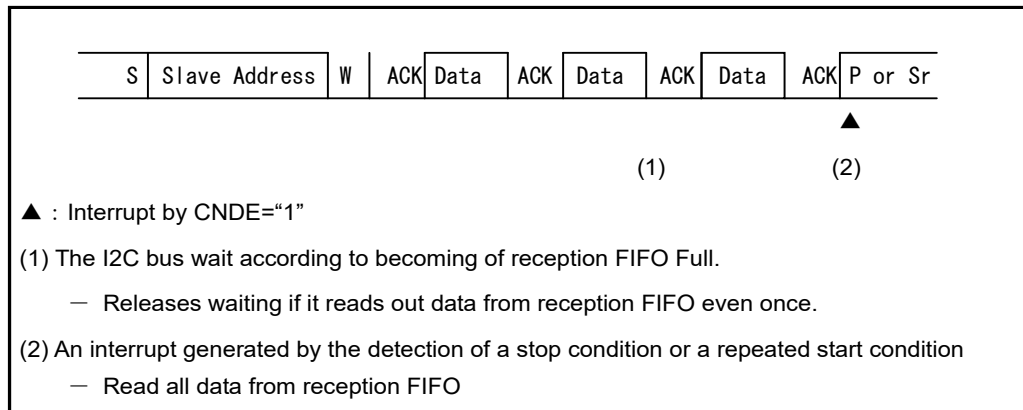 S Slave Address W ACK Data ACK Data ACK Data ACK P or Sr
▲
(1) (2)
▲ : Interrupt by CNDE=“1”
(1) The I2C bus wait according to becoming of reception FIFO Full.
－ Releases waiting if it reads out data from reception FIFO even once.
(2) An interrupt generated by the detection of a stop condition or a repeated start condition
－ Read all data from reception FIFO